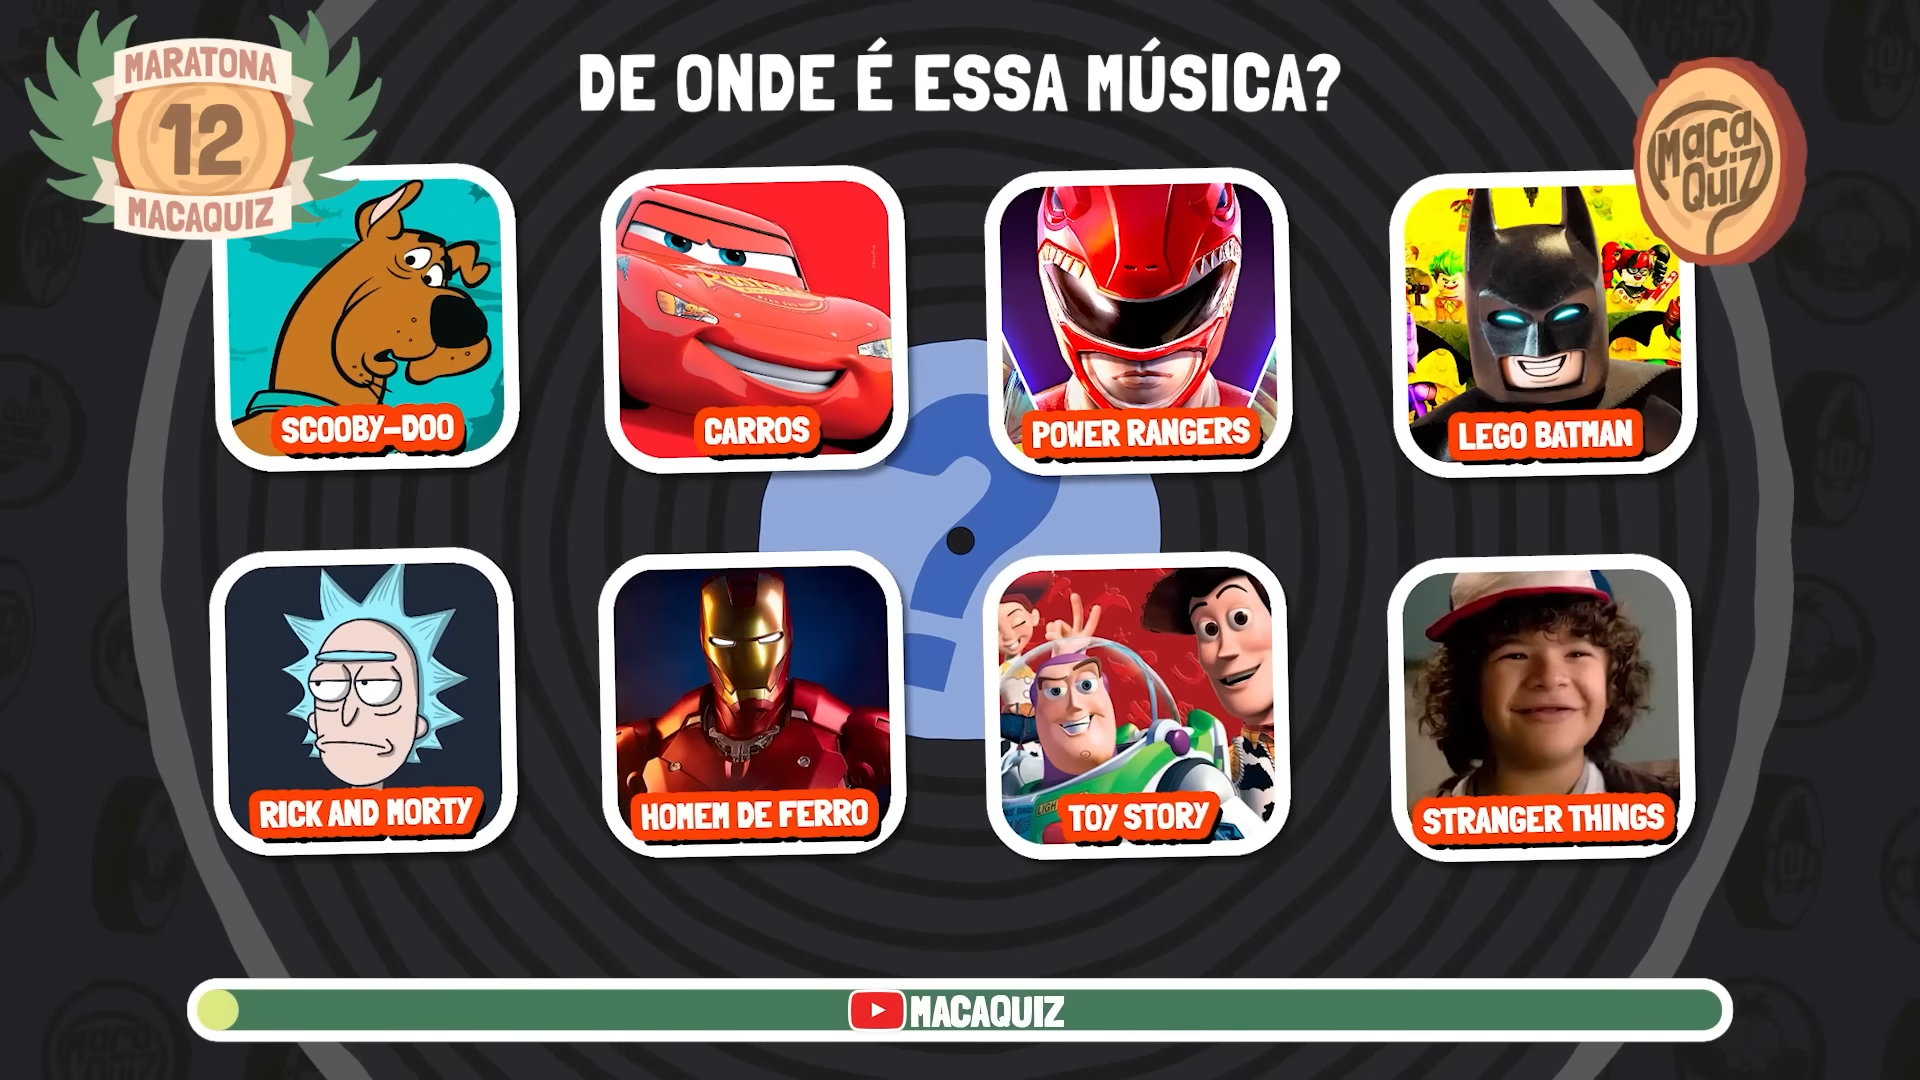 MARATONA
12
MACAQUIZ
DE ONDE É ESSA MÚSICA?
MaCa
QuiZ
SCOOBY-DOO
CARROS
POWER RANGERS
LEGO BATMAN
RICK AND MORTY
HOMEM DE FERRO
TOY STORY
STRANGER THINGS
MACAQUIZ